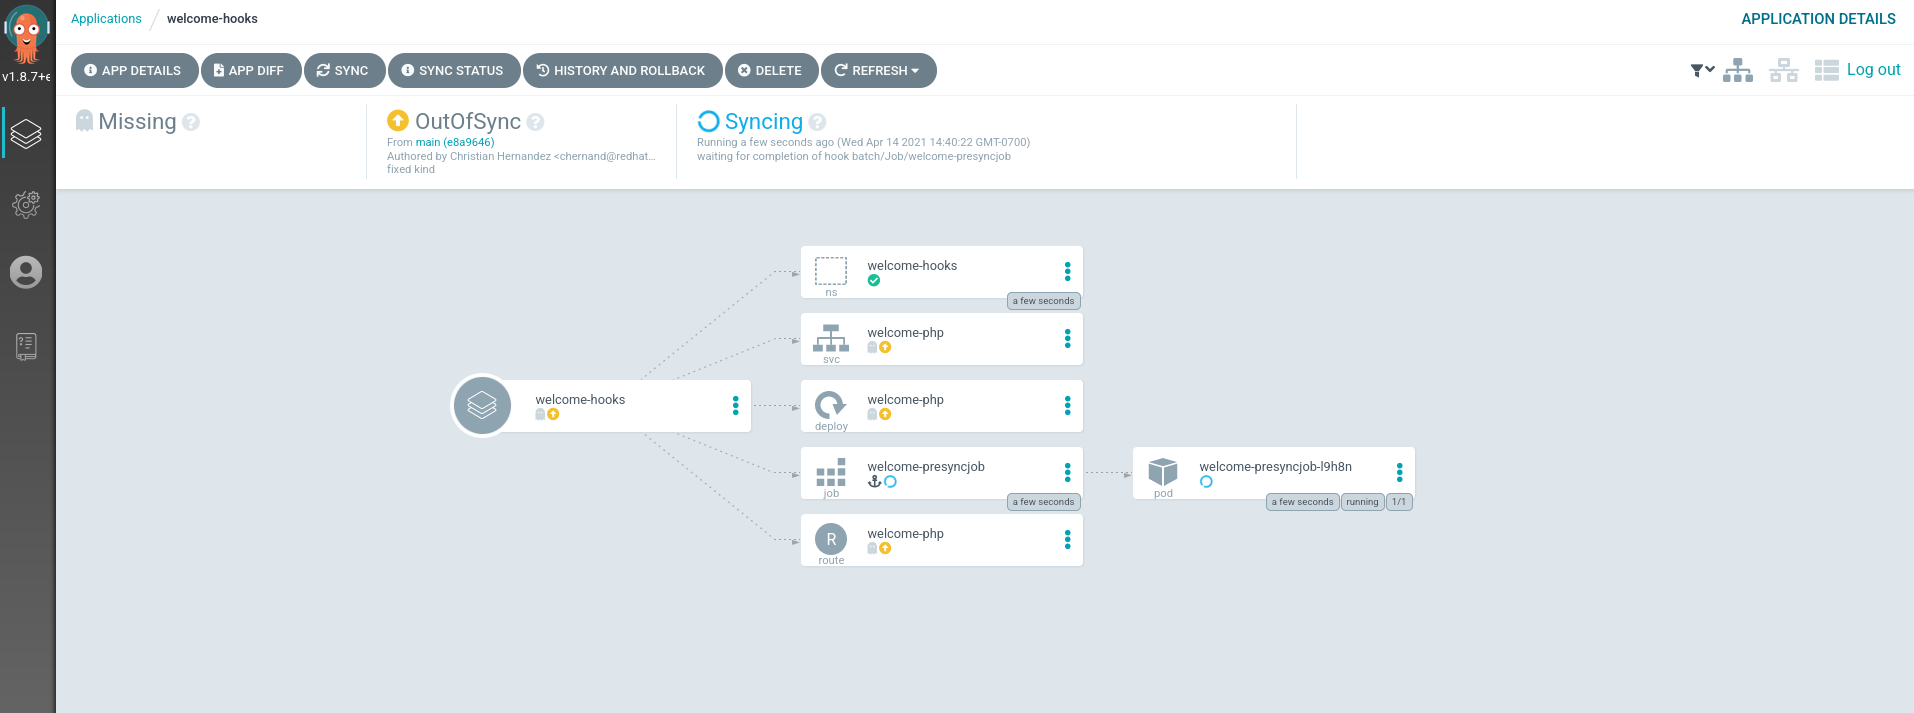 Applications / welcome-hooks
APPLICATION DETAILS
v1.8.7+e
APP DETAILS
APP DIFF
SYNC
SYNC STATUS
HISTORY AND ROLLBACK
DELETE
REFRESH
Log out
Missing
OutOfSync
From main (e8a9646)
Authored by Christian Hernandez <chernand@redhat...
fixed kind
Syncing
Running a few seconds ago (Wed Apr 14 2021 14:40:22 GMT-0700)
waiting for completion of hook batch/Job/welcome-presyncjob
welcome-hooks
ns
welcome-hooks
a few seconds
svc
welcome-php
deploy
welcome-php
job
welcome-presyncjob
a few seconds
pod
welcome-presyncjob-l9h8n
a few seconds
running
1/1
R
route
welcome-php